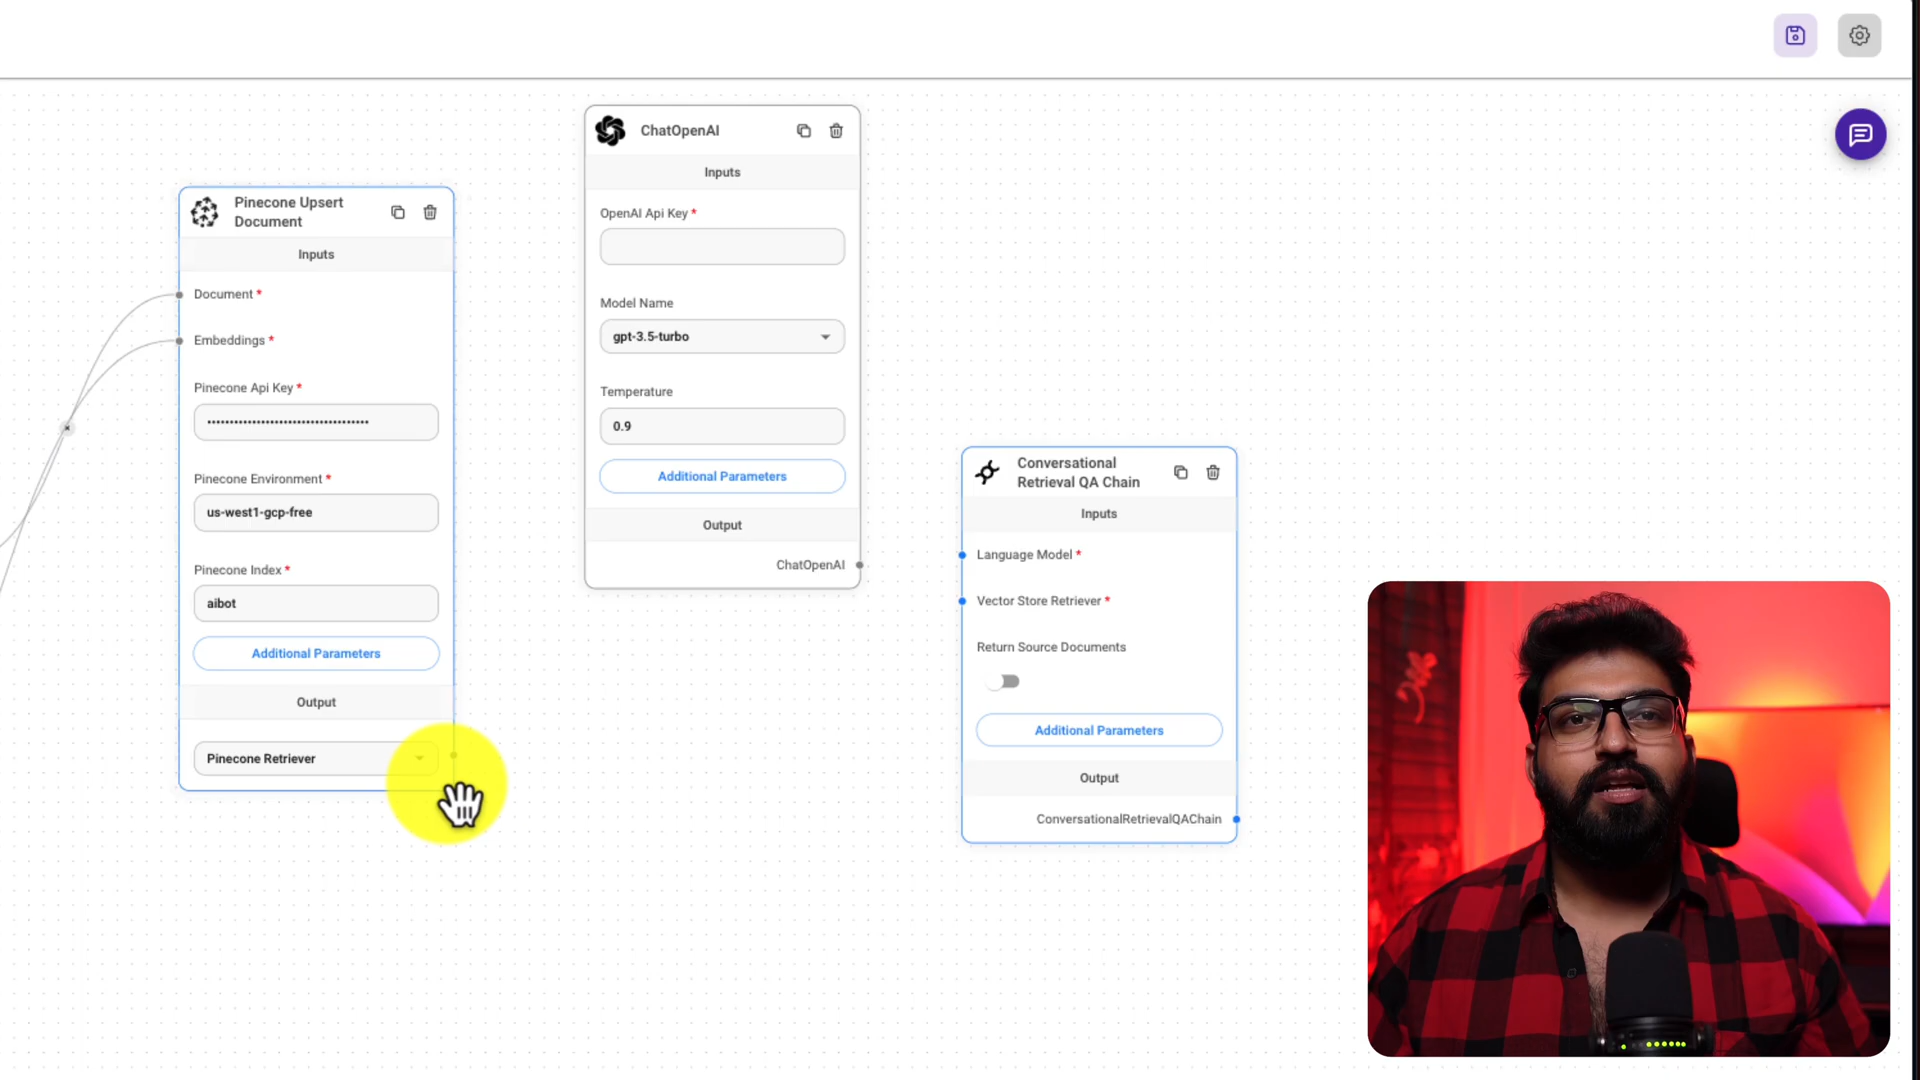 Pinecone Upsert
Document
Inputs
Document *
Embeddings *
Pinecone Api Key *
••••••••••••••••••••••••••••••••••••
Pinecone Environment *
us-west1-gcp-free
Pinecone Index *
aibot
Additional Parameters
Output
Pinecone Retriever
ChatOpenAI
Inputs
OpenAI Api Key *
Model Name
gpt-3.5-turbo
Temperature
0.9
Additional Parameters
Output
ChatOpenAI
Conversational
Retrieval QA Chain
Inputs
Language Model *
Vector Store Retriever *
Return Source Documents
Additional Parameters
Output
ConversationalRetrievalQAChain